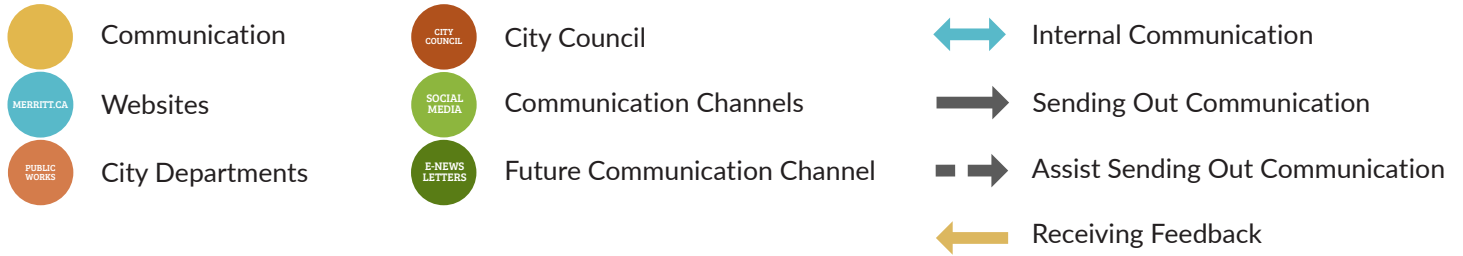 Communication
MERRITT.CA
Websites
PUBLIC
WORKS
City Departments
CITY
COUNCIL
City Council
SOCIAL
MEDIA
Communication Channels
E-NEWS
LETTERS
Future Communication Channel
Internal Communication
Sending Out Communication
Assist Sending Out Communication
Receiving Feedback